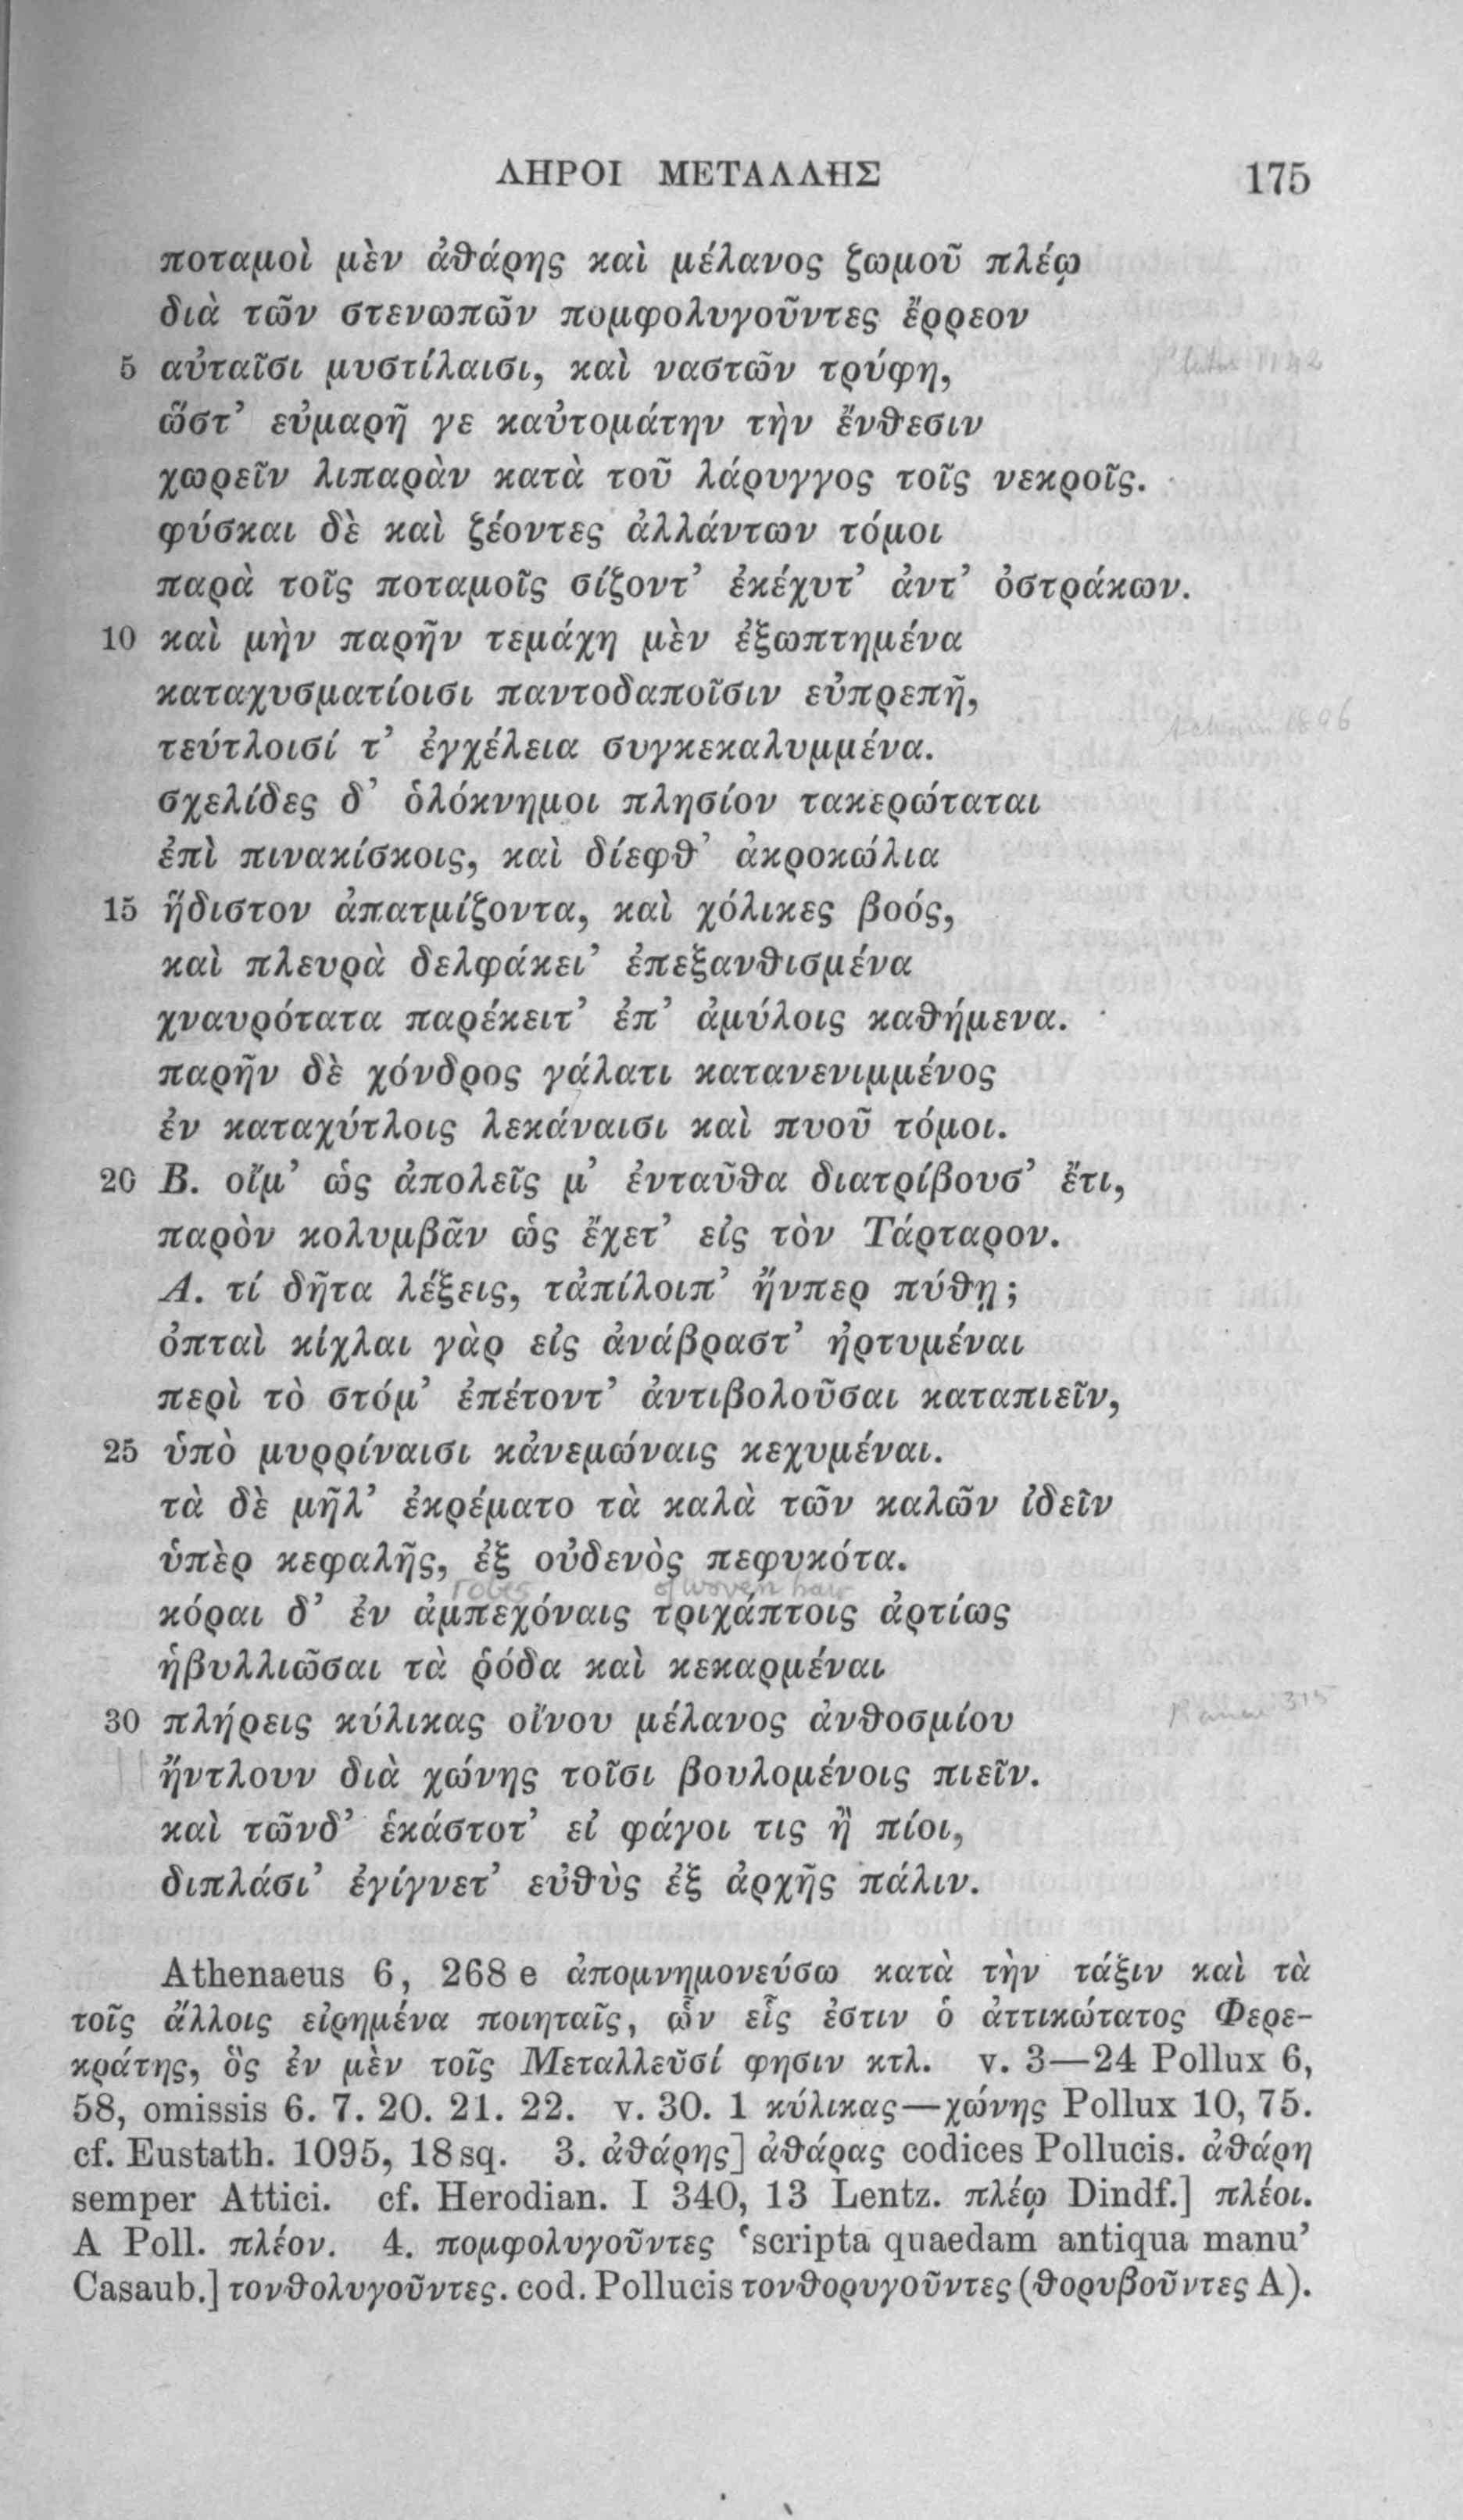 ΛΗΡΟΙ ΜΕΤΑΛΛΗΣ 175
ποταμοὶ μὲν ἀθάρης καὶ μέλανος ζωμοῦ πλέῳ
διὰ τῶν στενωπῶν πομφολυγοῦντες ἔρρεον
5 αὐταῖσι μυστίλαισι, καὶ ναστῶν τρύφη,
ὥστ’ εὐμαρῆ γε καὐτομάτην τὴν ἔνθεσιν
χωρεῖν λιπαρὰν κατὰ τοῦ λάρυγγος τοῖς νεκροῖς.
φύσκαι δὲ καὶ ζέοντες ἀλλάντων τόμοι
παρὰ τοῖς ποταμοῖς σίζοντ’ ἐκέχυτ’ ἀντ’ ὀστράκων.
10 καὶ μὴν παρῆν τεμάχη μὲν ἐξωπτημένα
καταχυσματίοισι παντοδαποῖσιν εὐπρεπῆ,
τεύτλοισί τ’ ἐγχέλεια συγκεκαλυμμένα.
σχελίδες δ’ ὁλόκνημοι πλησίον τακερώταται
ἐπὶ πινακίσκοις, καὶ δίεφθ’ ἀκροκώλια
15 ἥδιστον ἀπατμίζοντα, καὶ χόλικες βοός,
καὶ πλευρὰ δελφάκει’ ἐπεξανθισμένα
χναυρότατα παρέκειτ’ ἐπ’ ἀμύλοις καθήμενα.
παρῆν δὲ χόνδρος γάλατι κατανενιμμένος
ἐν καταχύτλοις λεκάναισι καὶ πυοῦ τόμοι.
20 Β. οἴμ’ ὡς ἀπολεῖς μ’ ἐνταῦθα διατρίβουσ’ ἔτι,
παρὸν κολυμβᾶν ὡς ἔχετ’ εἰς τὸν Τάρταρον.
Α. τί δῆτα λέξεις, τἀπίλοιπ’ ἤνπερ πύθῃ;
ὀπταὶ κίχλαι γὰρ εἰς ἀνάβραστ’ ἠρτυμέναι
περὶ τὸ στόμ’ ἐπέτοντ’ ἀντιβολοῦσαι καταπιεῖν,
25 ὑπὸ μυρρίναισι κἀνεμώναις κεχυμέναι.
τὰ δὲ μῆλ’ ἐκρέματο τὰ καλὰ τῶν καλῶν ἰδεῖν
ὑπὲρ κεφαλῆς, ἐξ οὐδενὸς πεφυκότα.
robes of woven hair
κόραι δ’ ἐν ἀμπεχόναις τριχάπτοις ἀρτίως
ἡβυλλιῶσαι τὰ ῥόδα καὶ κεκαρμέναι
30 πλήρεις κύλικας οἴνου μέλανος ἀνθοσμίου
ἤντλουν διὰ χώνης τοῖσι βουλομένοις πιεῖν.
καὶ τῶνδ’ ἑκάστοτ’ εἰ φάγοι τις ἢ πίοι,
διπλάσι’ ἐγίγνετ’ εὐθὺς ἐξ ἀρχῆς πάλιν.
Athenaeus 6, 268 e ἀπομνημονεύσω κατὰ τὴν τάξιν καὶ τὰ
τοῖς ἄλλοις εἰρημένα ποιηταῖς, ὧν εἷς ἐστιν ὁ ἀττικώτατος Φερε-
κράτης, ὃς ἐν μὲν τοῖς Μεταλλεῦσί φησιν κτλ. v. 3—24 Pollux 6,
58, omissis 6. 7. 20. 21. 22. v. 30. 1 κύλικας—χώνης Pollux 10, 75.
cf. Eustath. 1095, 18 sq. 3. ἀθάρης] ἀθάρας codices Pollucis. ἀθάρη
semper Attici. cf. Herodian. I 340, 13 Lentz. πλέῳ Dindf.] πλέοι.
A Poll. πλέον. 4. πομφολυγοῦντες ‘scripta quaedam antiqua manu’
Casaub.] τονθολυγοῦντες. cod. Pollucis τονθορυγοῦντες (θορυβοῦντες A).